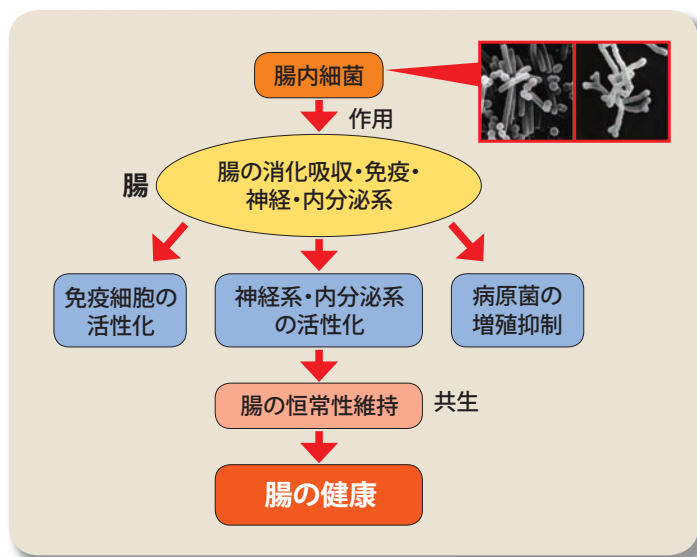 腸内細菌
作用
腸
腸の消化吸収・免疫・
神経・内分泌系
免疫細胞の
活性化
神経系・内分泌系
の活性化
病原菌の
増殖抑制
腸の恒常性維持
共生
腸の健康